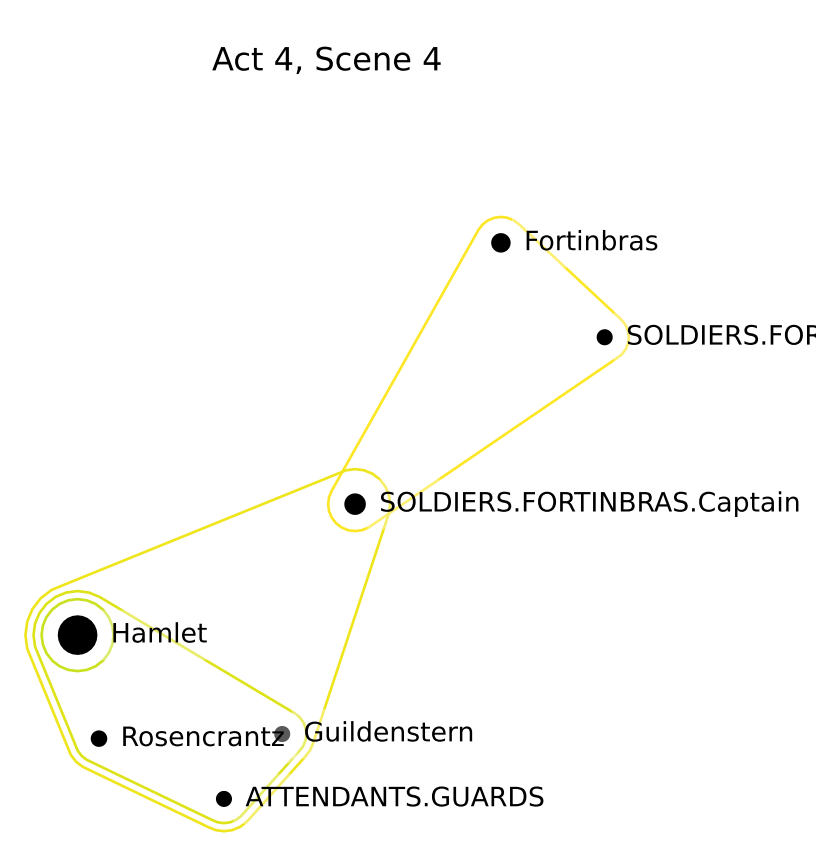 Act 4, Scene 4
Fortinbras
SOLDIERS.FOR
SOLDIERS.FORTINBRAS.Captain
Hamlet
Rosencrantz
Guildenstern
ATTENDANTS.GUARDS